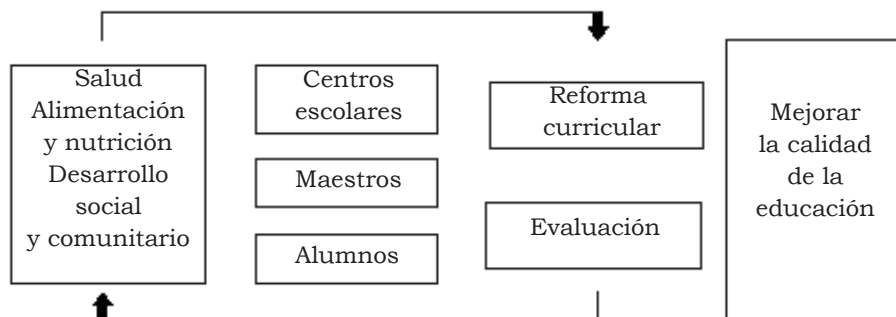 Salud
Alimentación
y nutrición
Desarrollo
social
y comunitario
Centros
escolares
Maestros
Alumnos
Reforma
curricular
Evaluación
Mejorar
la calidad
de la
educación